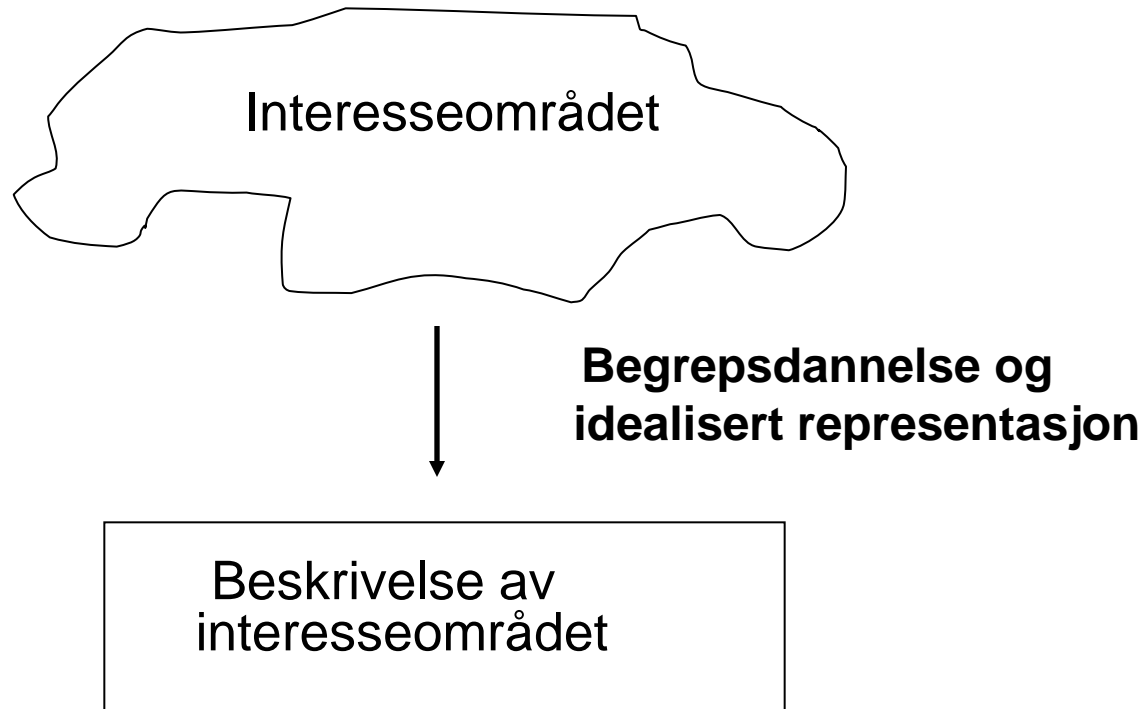 Interesseområdet
Begrepsdannelse og
idealisert representasjon
Beskrivelse av
interesseområdet